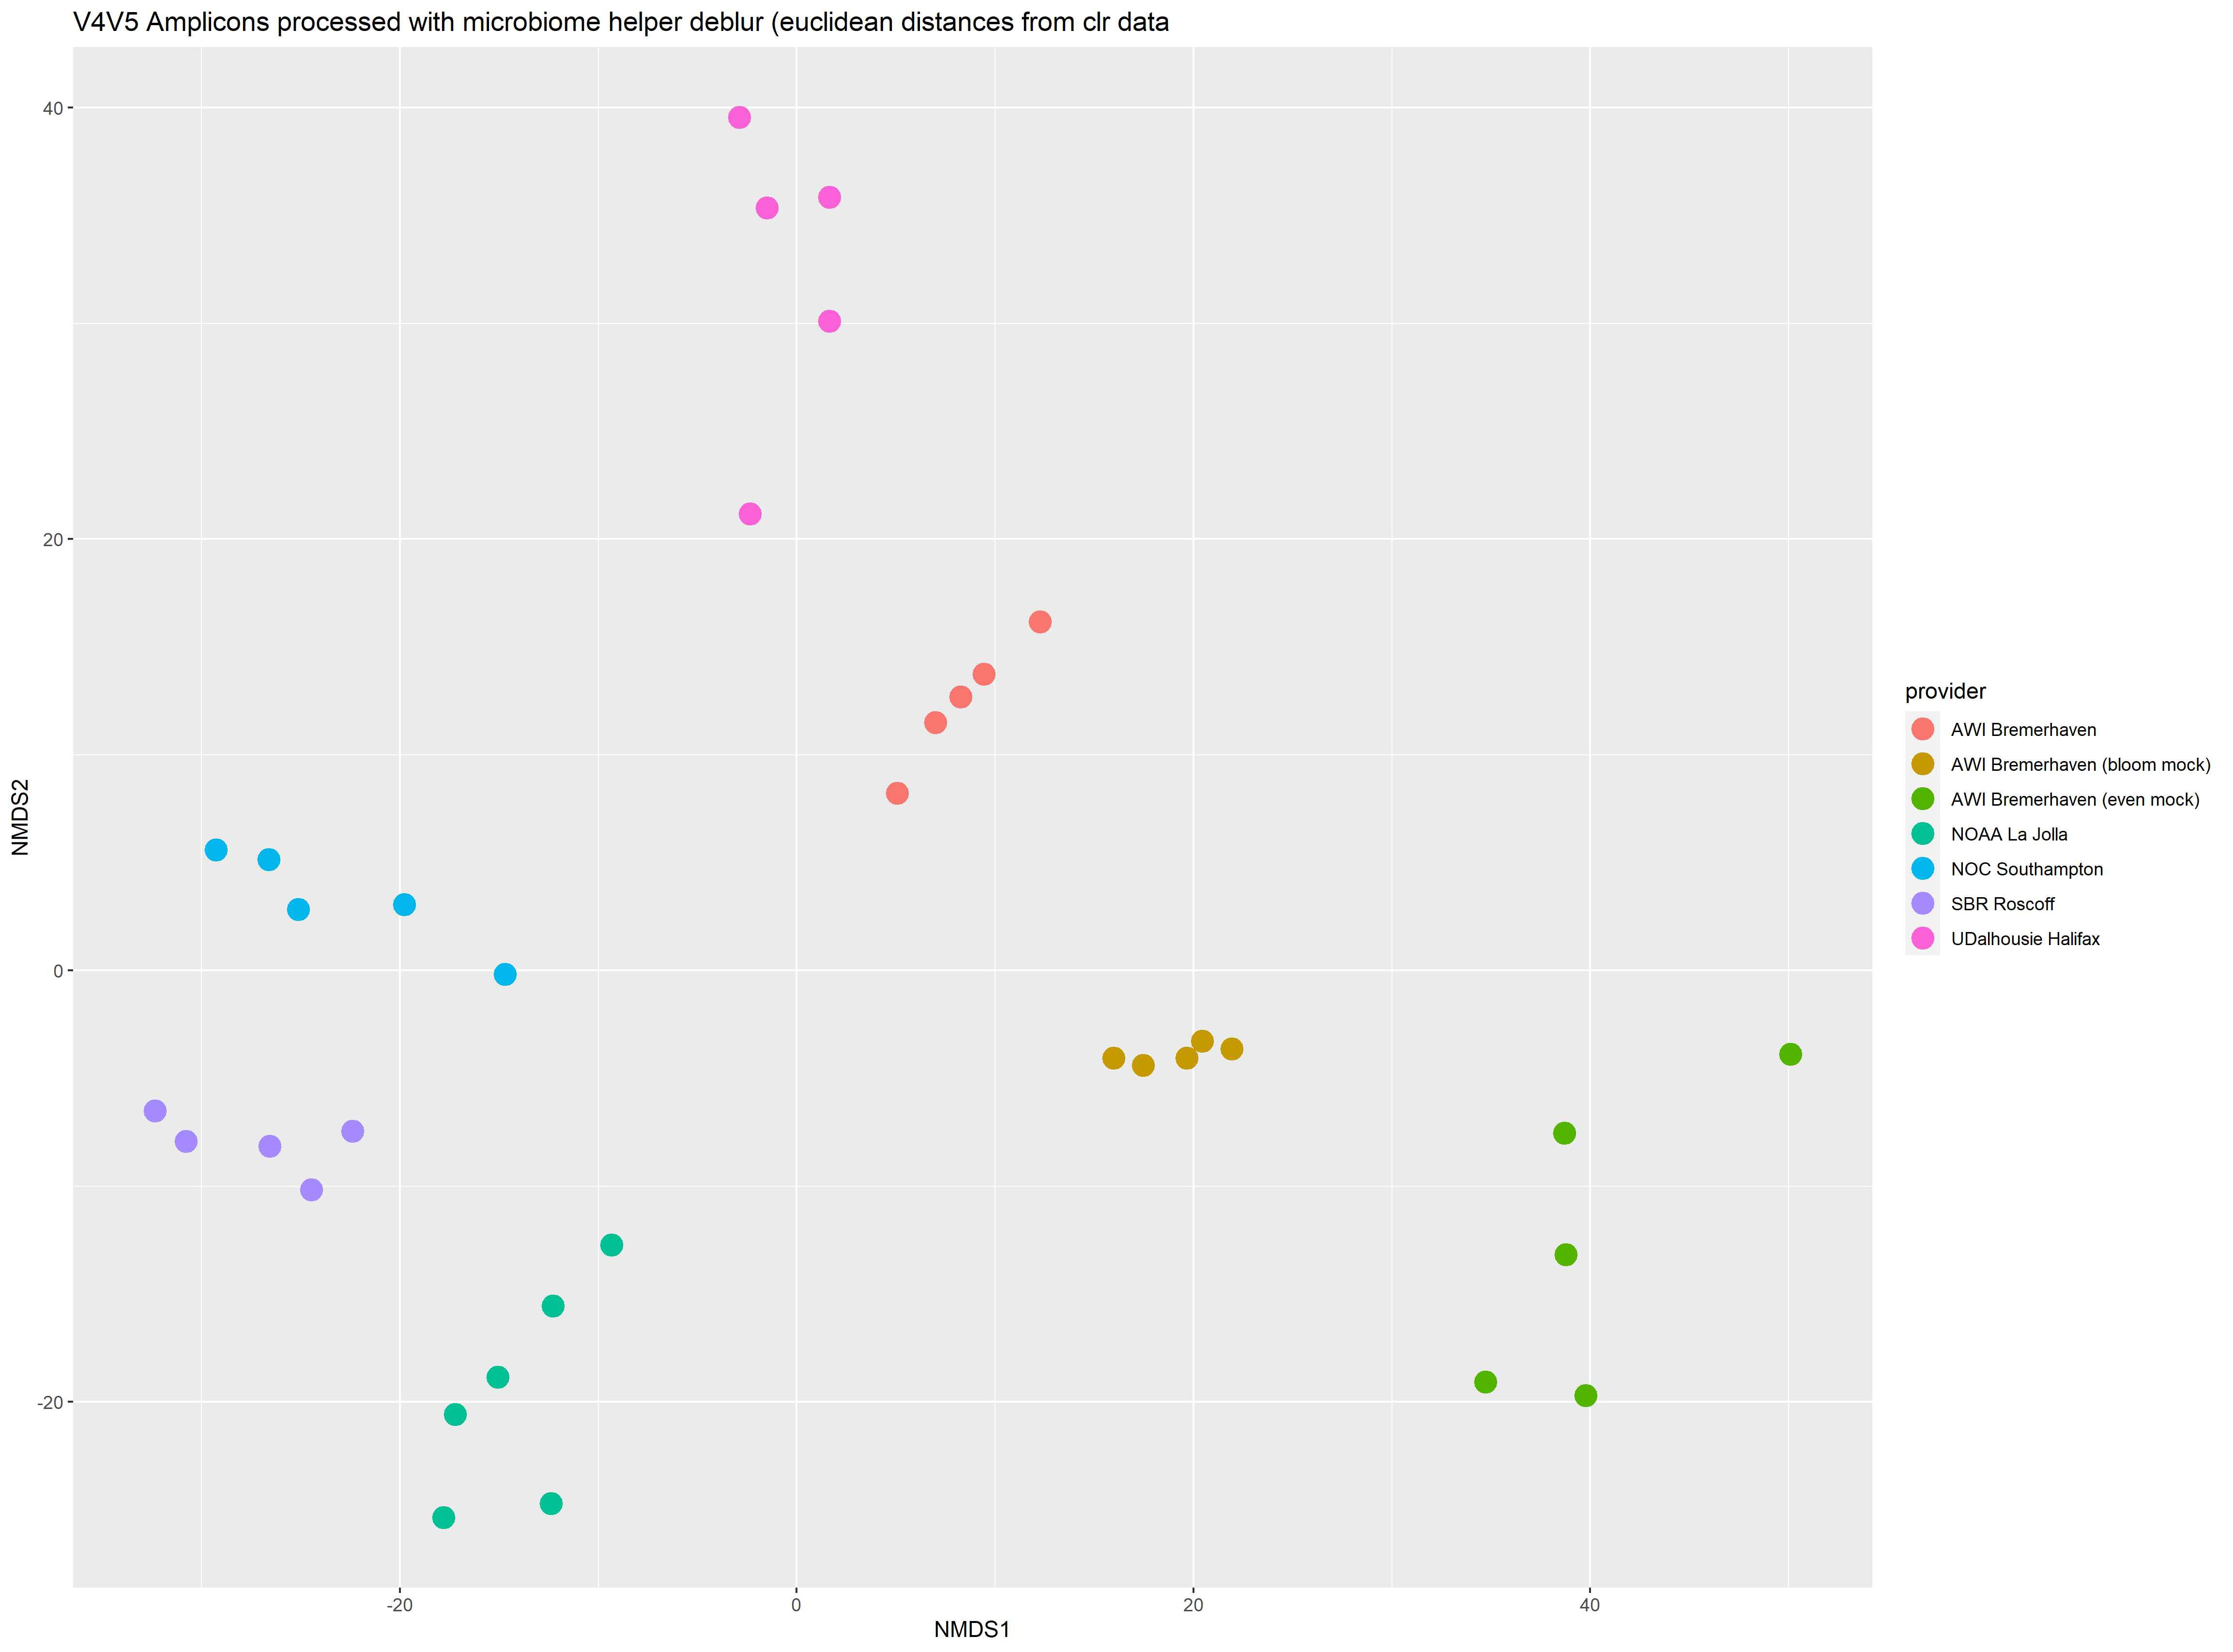 V4V5 Amplicons processed with microbiome helper deblur (euclidean distances from clr data
40
20
0
-20
NMDS2
-20
0
20
40
NMDS1
provider
AWI Bremerhaven
AWI Bremerhaven (bloom mock)
AWI Bremerhaven (even mock)
NOAA La Jolla
NOC Southampton
SBR Roscoff
UDalhousie Halifax